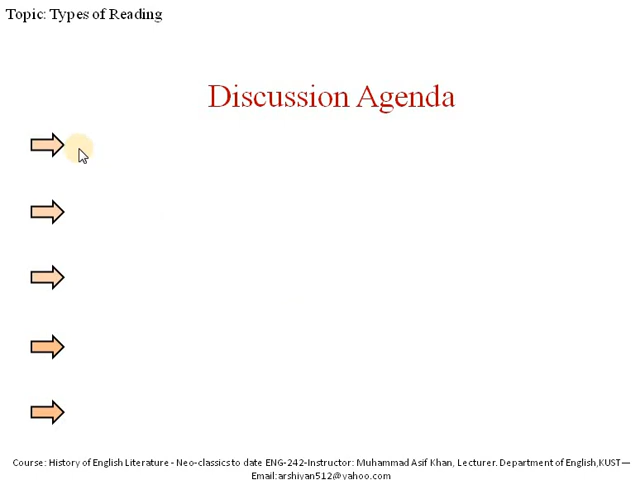 Topic: Types of Reading
Discussion Agenda
Course: History of English Literature - Neo-classics to date ENG-242-Instructor: Muhammad Asif Khan, Lecturer. Department of English,KUST—
Email:arshiyan512@yahoo.com